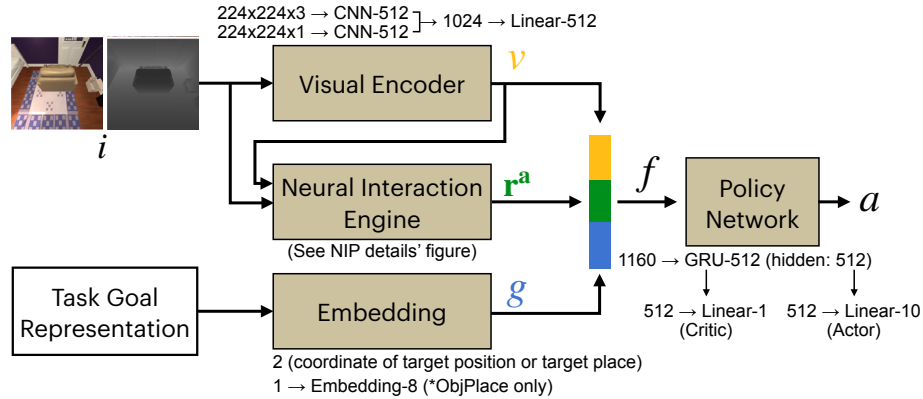 224x224x3 → CNN-512
224x224x1 → CNN-512
→ 1024 → Linear-512
i
Visual Encoder
v
Neural Interaction
Engine
(See NIP details' figure)
r^a
f
Policy
Network
a
1160 → GRU-512 (hidden: 512)
512 → Linear-1
(Critic)
512 → Linear-10
(Actor)
Task Goal
Representation
Embedding
g
2 (coordinate of target position or target place)
1 → Embedding-8 (*ObjPlace only)